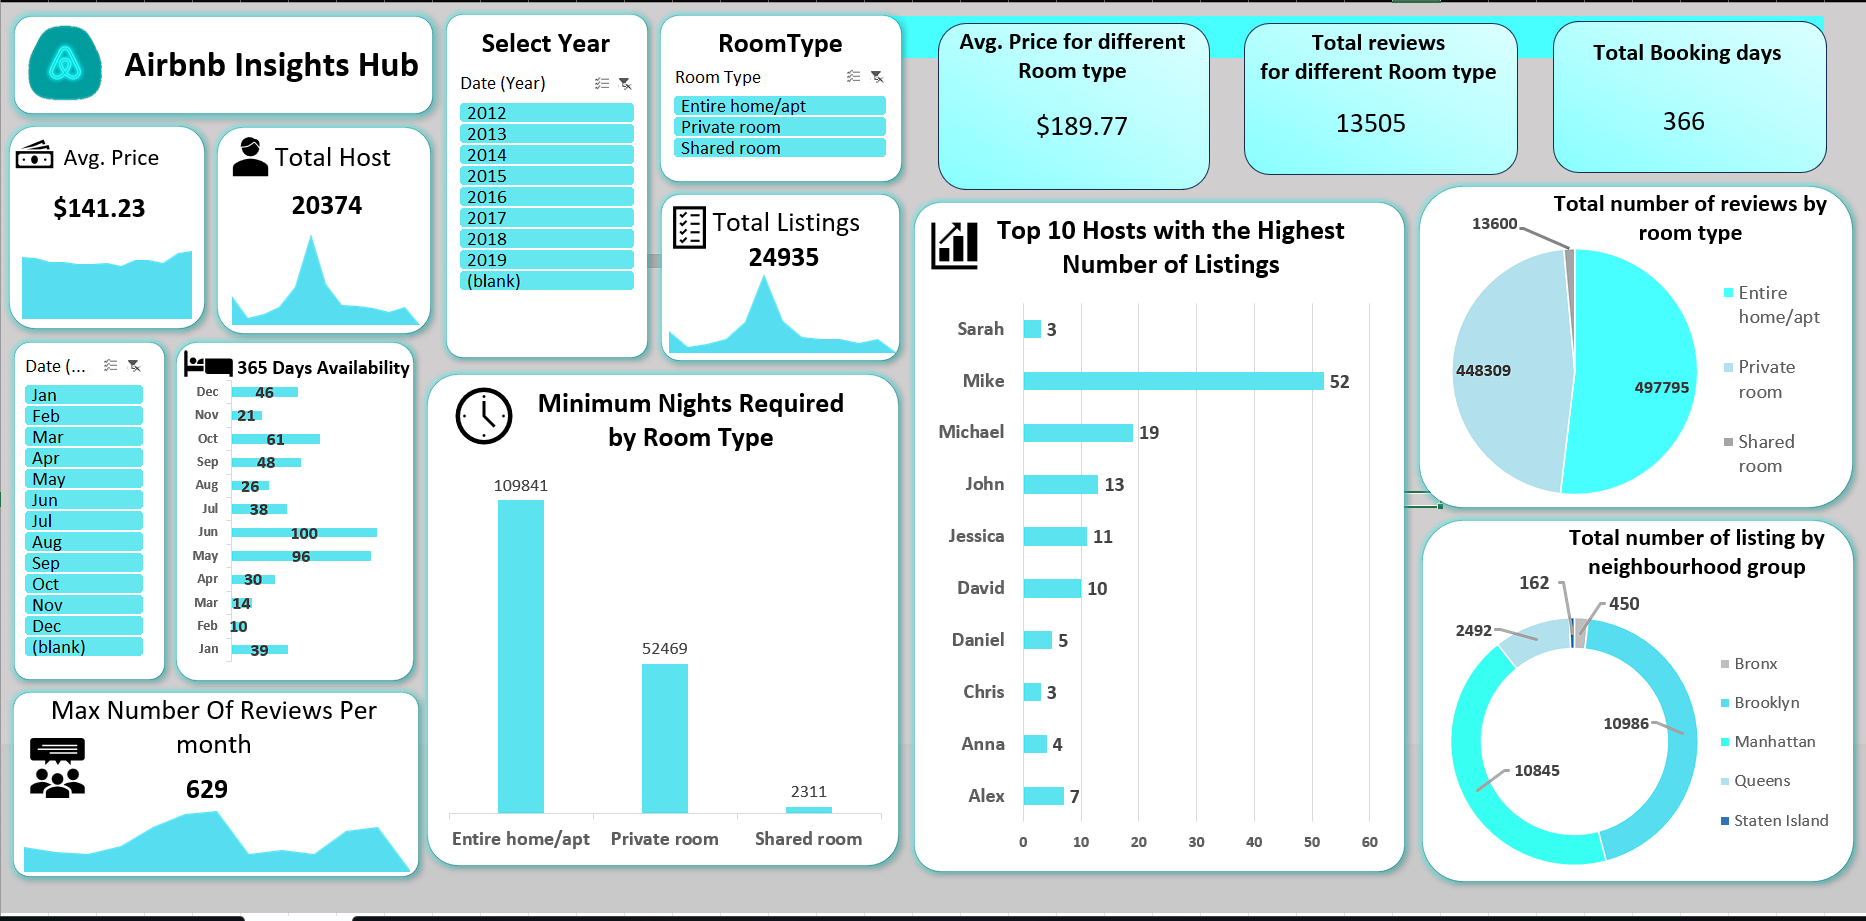 Airbnb Insights Hub
Avg. Price
$141.23
Total Host
20374
Select Year
Date (Year)
2012
2013
2014
2015
2016
2017
2018
2019
(blank)
RoomType
Room Type
Entire home/apt
Private room
Shared room
Total Listings
24935
Avg. Price for different
Room type
$189.77
Total reviews
for different Room type
13505
Total Booking days
366
Date (...
Jan
Feb
Mar
Apr
May
Jun
Jul
Aug
Sep
Oct
Nov
Dec
(blank)
365 Days Availability
Dec 46
Nov 21
Oct 61
Sep 48
Aug 26
Jul 38
Jun 100
May 96
Apr 30
Mar 14
Feb 10
Jan 39
Max Number Of Reviews Per
month
629
Minimum Nights Required
by Room Type
109841
52469
2311
Entire home/apt Private room Shared room
Top 10 Hosts with the Highest
Number of Listings
Sarah 3
Mike 52
Michael 19
John 13
Jessica 11
David 10
Daniel 5
Chris 3
Anna 4
Alex 7
0 10 20 30 40 50 60
Total number of reviews by
room type
13600
448309
497795
Entire
home/apt
Private
room
Shared
room
Total number of listing by
neighbourhood group
162
450
2492
10986
10845
Bronx
Brooklyn
Manhattan
Queens
Staten Island